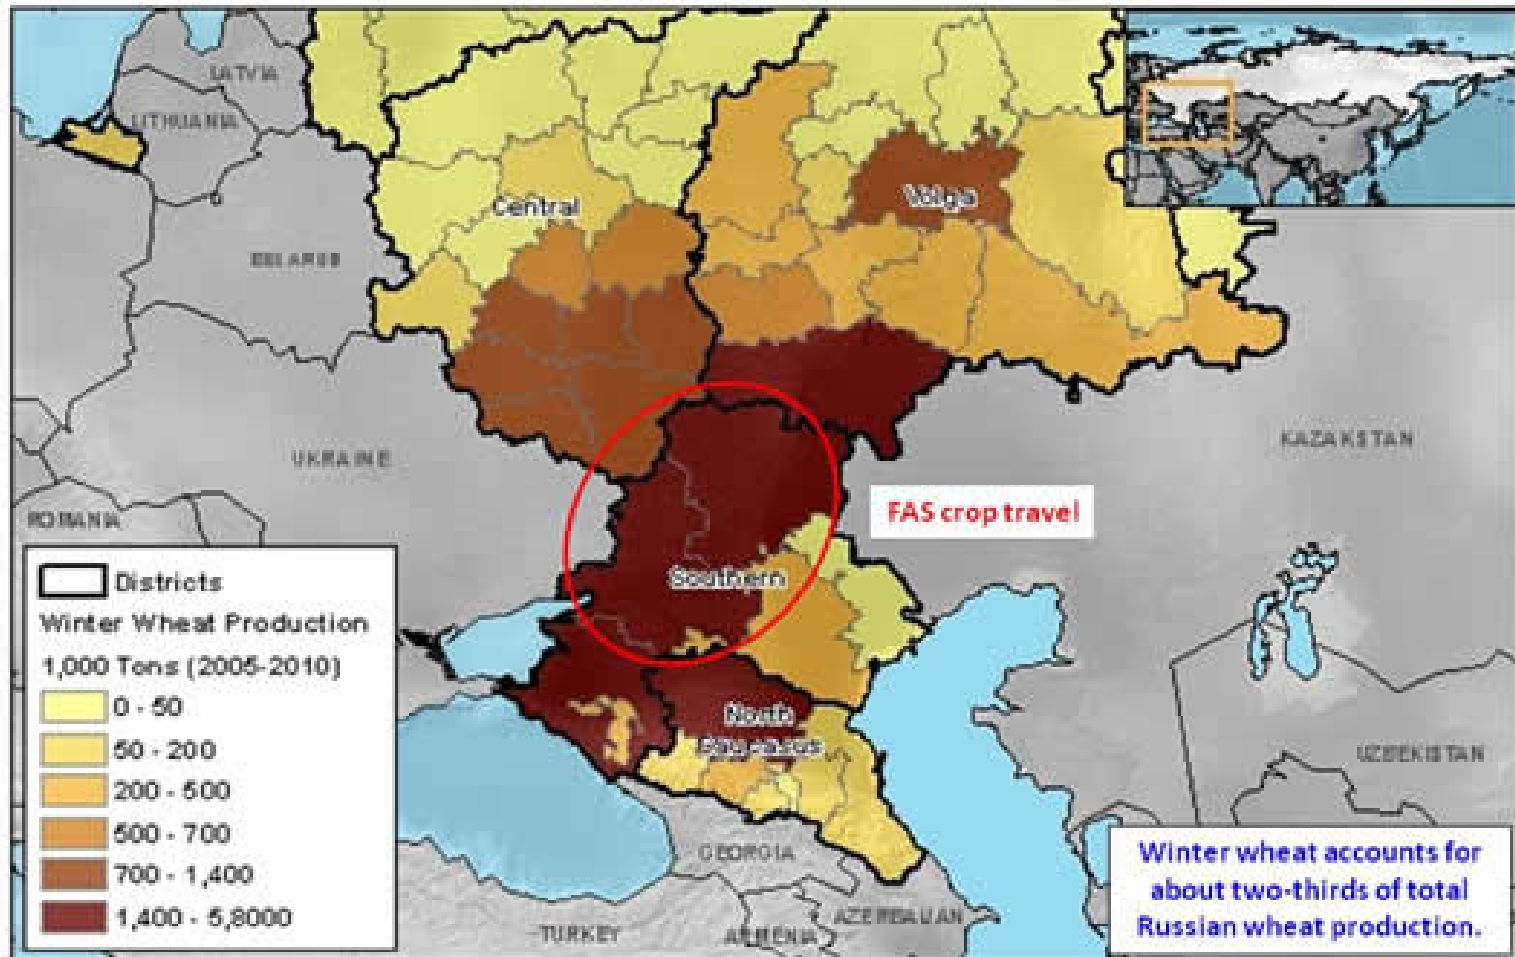 LATVIA
LITHUANIA
Central
Volga
BELARUS
KAZAKSTAN
UKRAINE
FAS crop travel
ROMANIA
Southern
Districts
Winter Wheat Production
1,000 Tons (2005-2010)
0 - 50
50 - 200
200 - 500
500 - 700
700 - 1,400
1,400 - 5,8000
North
Caucasus
UZBEKISTAN
GEORGIA
Winter wheat accounts for
about two-thirds of total
Russian wheat production.
TURKEY
ARMENIA
AZERBAIJAN